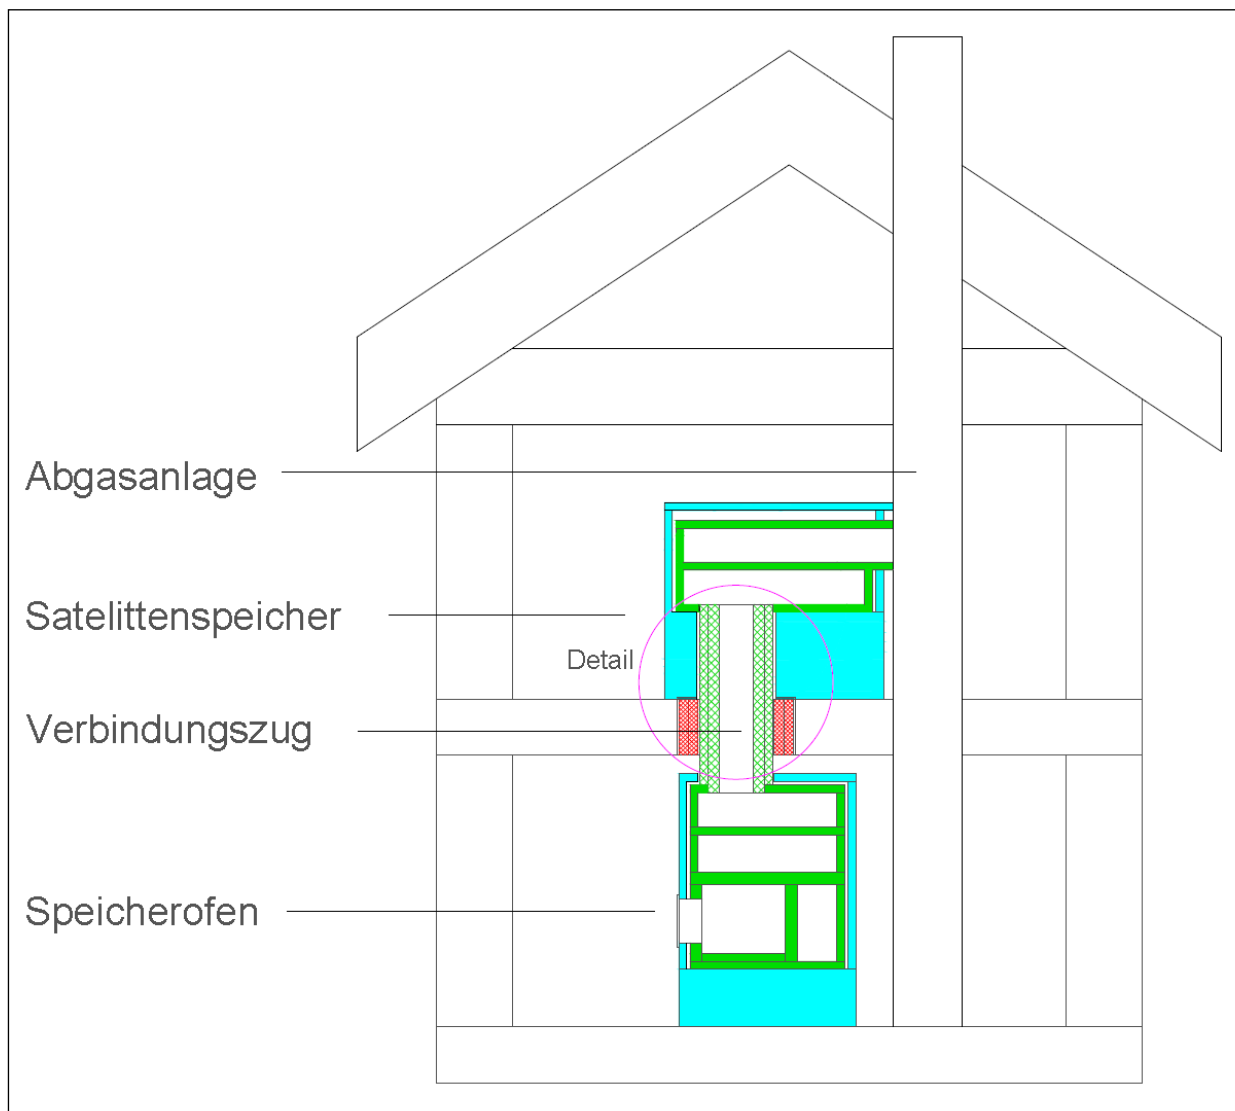 Abgasanlage
Satelittenspeicher
Detail
Verbindungszug
Speicherofen